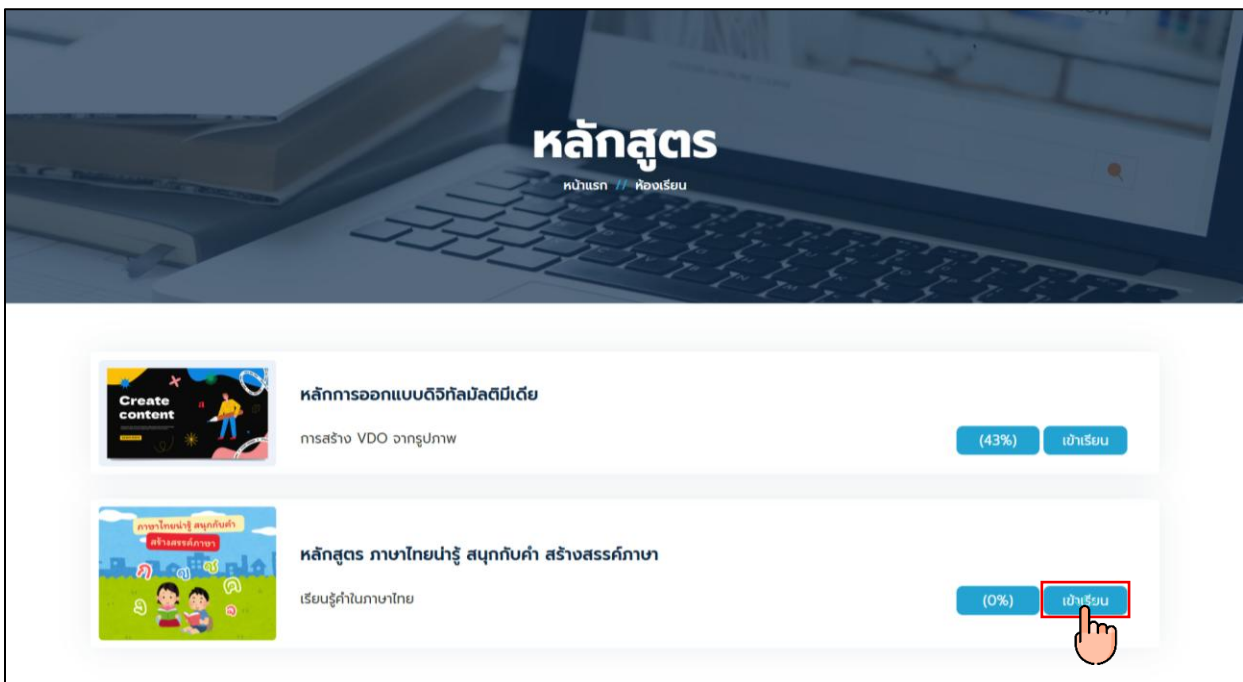 หลักสูตร
หน้าแรก // ห้องเรียน
Create
content
หลักการออกแบบดิจิทัลมัลติมีเดีย
การสร้าง VDO จากรูปภาพ
(43%) เข้าเรียน
ภาษาไทยน่ารู้ สนุกกับคำ
สร้างสรรค์ภาษา
หลักสูตร ภาษาไทยน่ารู้ สนุกกับคำ สร้างสรรค์ภาษา
เรียนรู้คำในภาษาไทย
(0%) เข้าเรียน